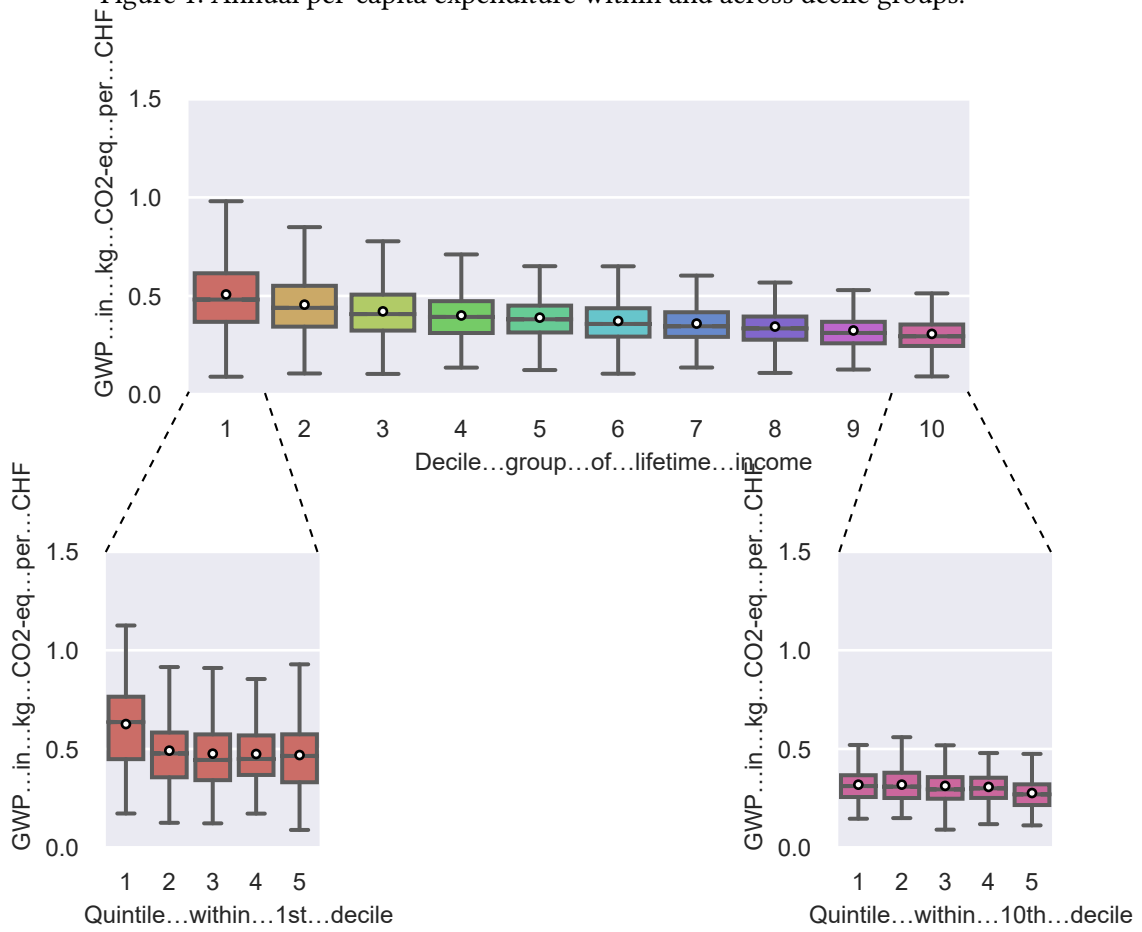 Figure 1: Annual per-capita expenditure within and across decile groups.
GWP…in…kg…CO2-eq…per…CHF
1.5
1.0
0.5
0.0
1 2 3 4 5 6 7 8 9 10
Decile…group…of…lifetime…income
GWP…in…kg…CO2-eq…per…CHF
1.5
1.0
0.5
0.0
1 2 3 4 5
Quintile…within…1st…decile
GWP…in…kg…CO2-eq…per…CHF
1.5
1.0
0.5
0.0
1 2 3 4 5
Quintile…within…10th…decile